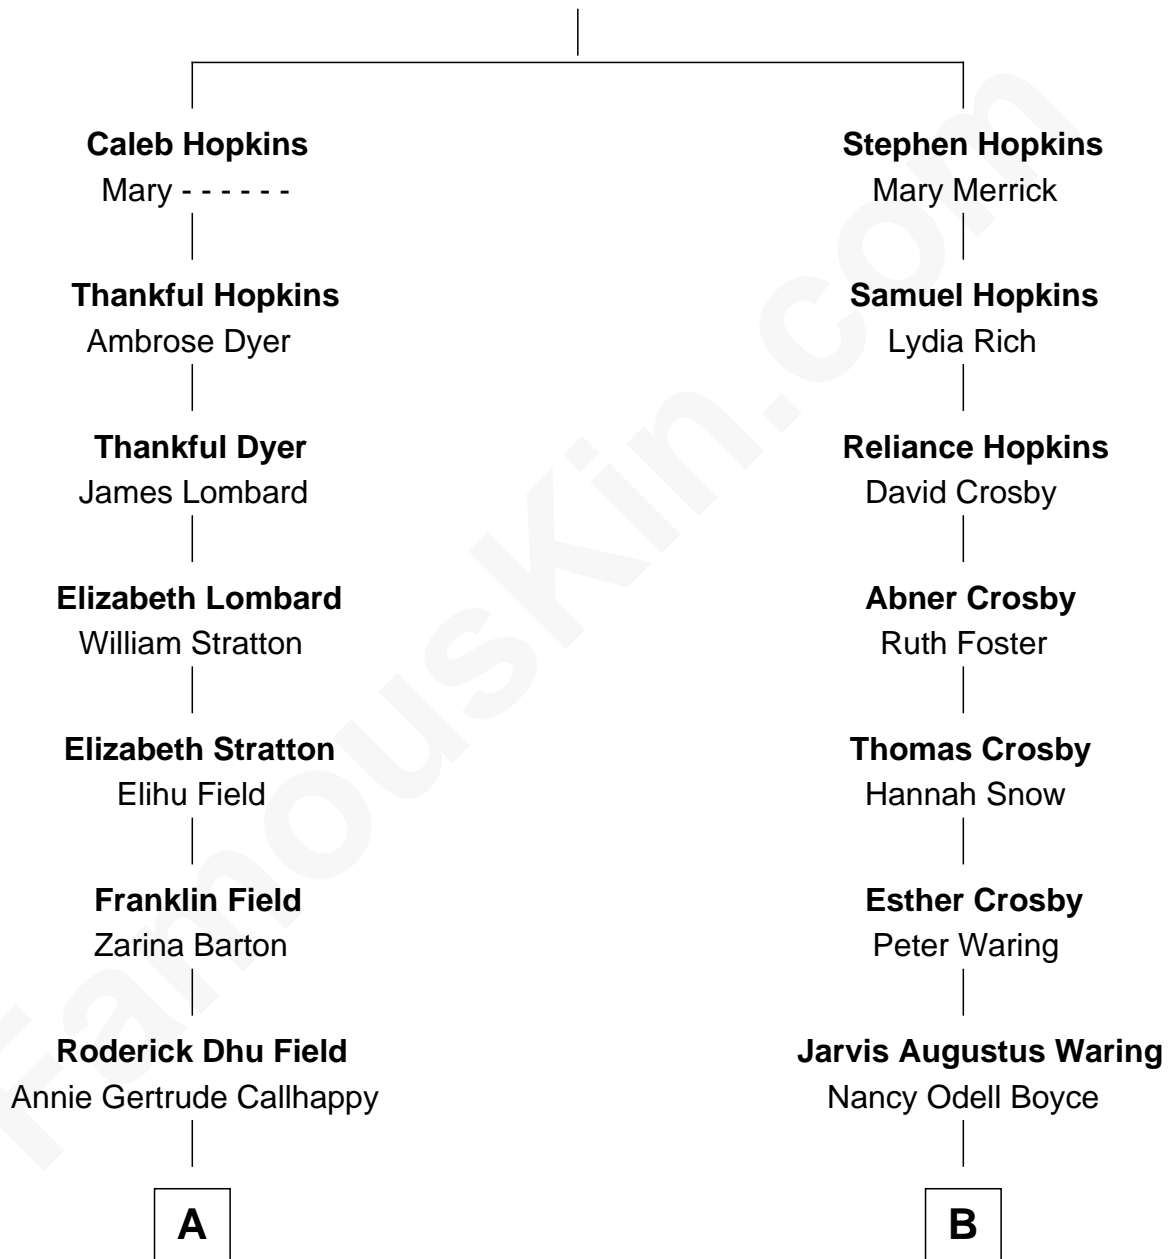 Caleb Hopkins
Mary - - - - - -
Stephen Hopkins
Mary Merrick
Thankful Hopkins
Ambrose Dyer
Samuel Hopkins
Lydia Rich
Thankful Dyer
James Lombard
Reliance Hopkins
David Crosby
Elizabeth Lombard
William Stratton
Abner Crosby
Ruth Foster
Elizabeth Stratton
Elihu Field
Thomas Crosby
Hannah Snow
Franklin Field
Zarina Barton
Esther Crosby
Peter Waring
Roderick Dhu Field
Annie Gertrude Callhappy
Jarvis Augustus Waring
Nancy Odell Boyce
A
B
FamousKin.com